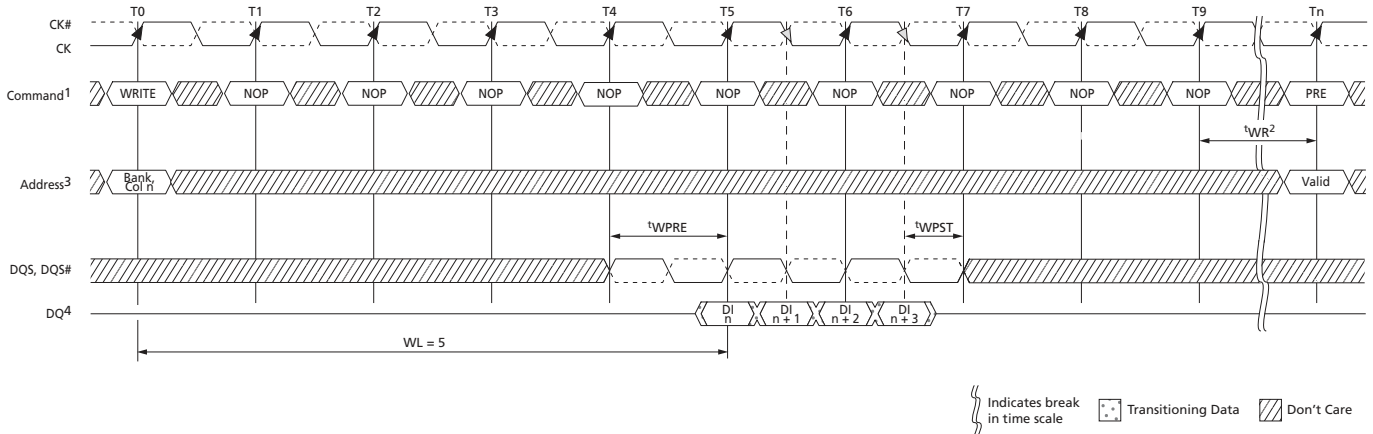 T0 T1 T2 T3 T4 T5 T6 T7 T8 T9 Tn
CK#
CK
Command1 WRITE NOP NOP NOP NOP NOP NOP NOP NOP NOP PRE
tWR2
Address3 Bank, Col n Valid
tWPRE tWPST
DQS, DQS#
DQ4 DI n DI n + 1 DI n + 2 DI n + 3
WL = 5
Indicates break
in time scale
Transitioning Data
Don't Care